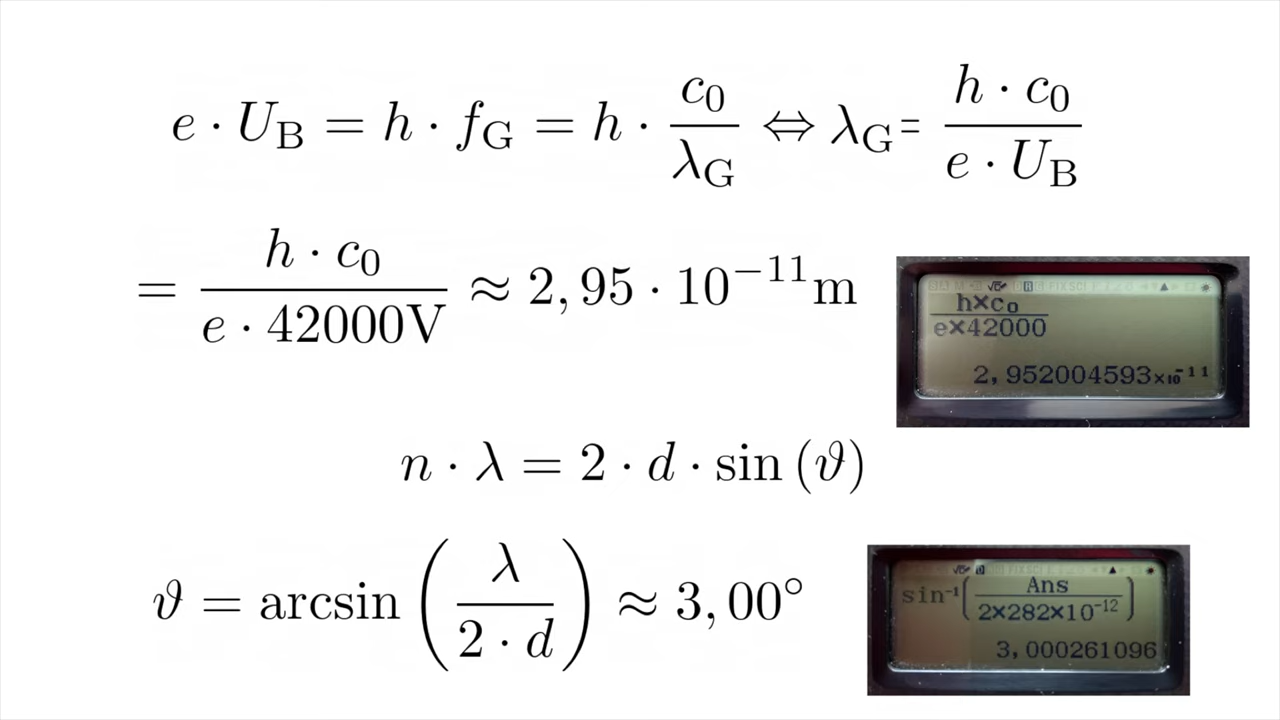 e · U_B = h · f_G = h · c_0/λ_G ⇔ λ_G = h · c_0/e · U_B
= h · c_0/e · 42000V ≈ 2,95 · 10^−11 m
h×c₀
e×42000
2,952004593×10^-11
n · λ = 2 · d · sin (ϑ)
ϑ = arcsin (λ/2 · d) ≈ 3,00°
sin^-1(Ans/2×282×10^-12)
3,000261096